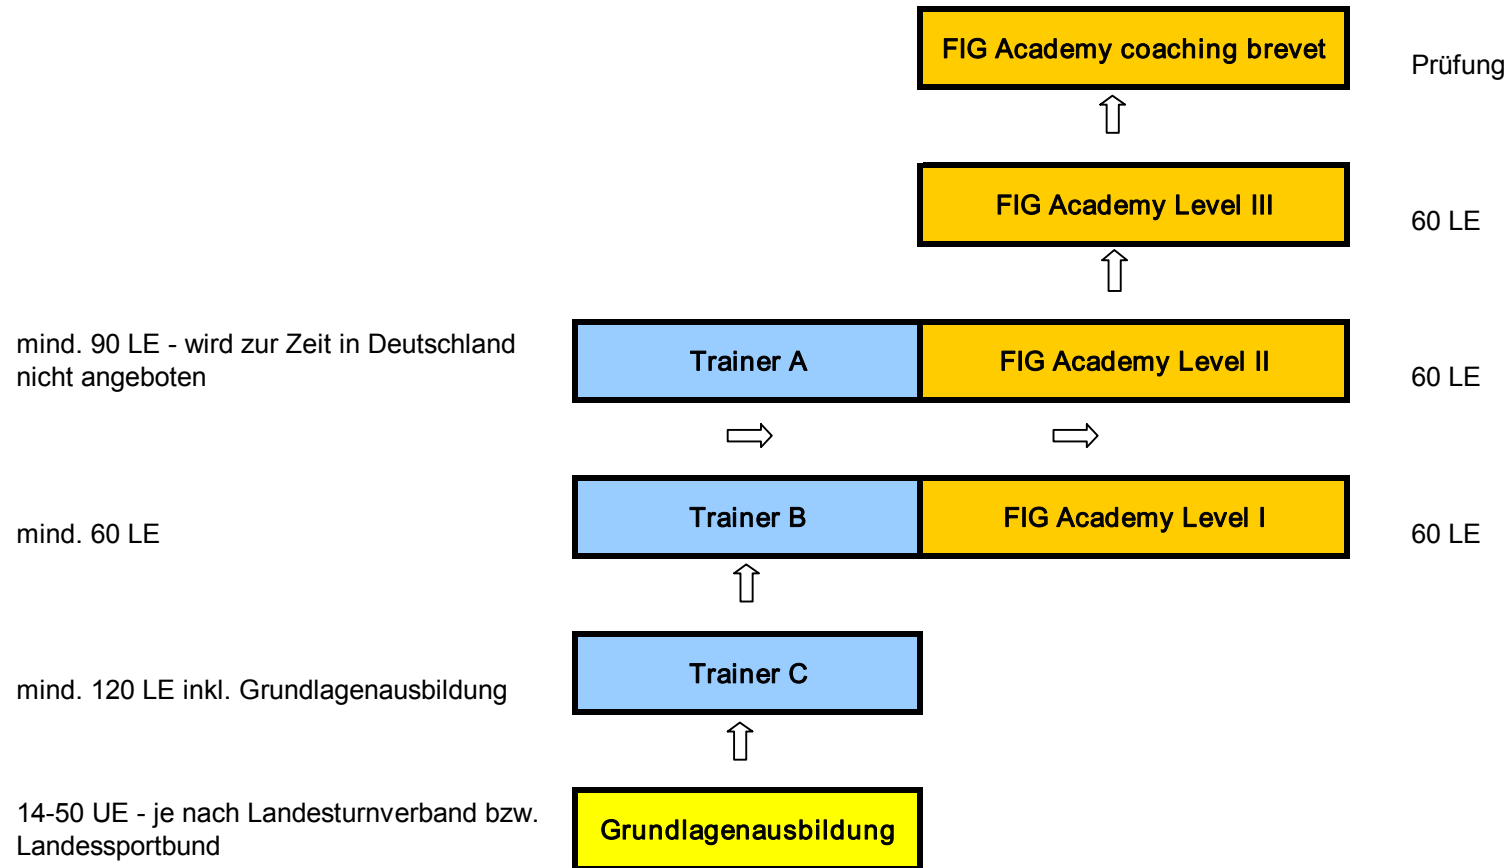 FIG Academy coaching brevet
Prüfung
FIG Academy Level III
60 LE
mind. 90 LE - wird zur Zeit in Deutschland
nicht angeboten
Trainer A
FIG Academy Level II
60 LE
mind. 60 LE
Trainer B
FIG Academy Level I
60 LE
mind. 120 LE inkl. Grundlagenausbildung
Trainer C
14-50 UE - je nach Landesturnverband bzw.
Landessportbund
Grundlagenausbildung